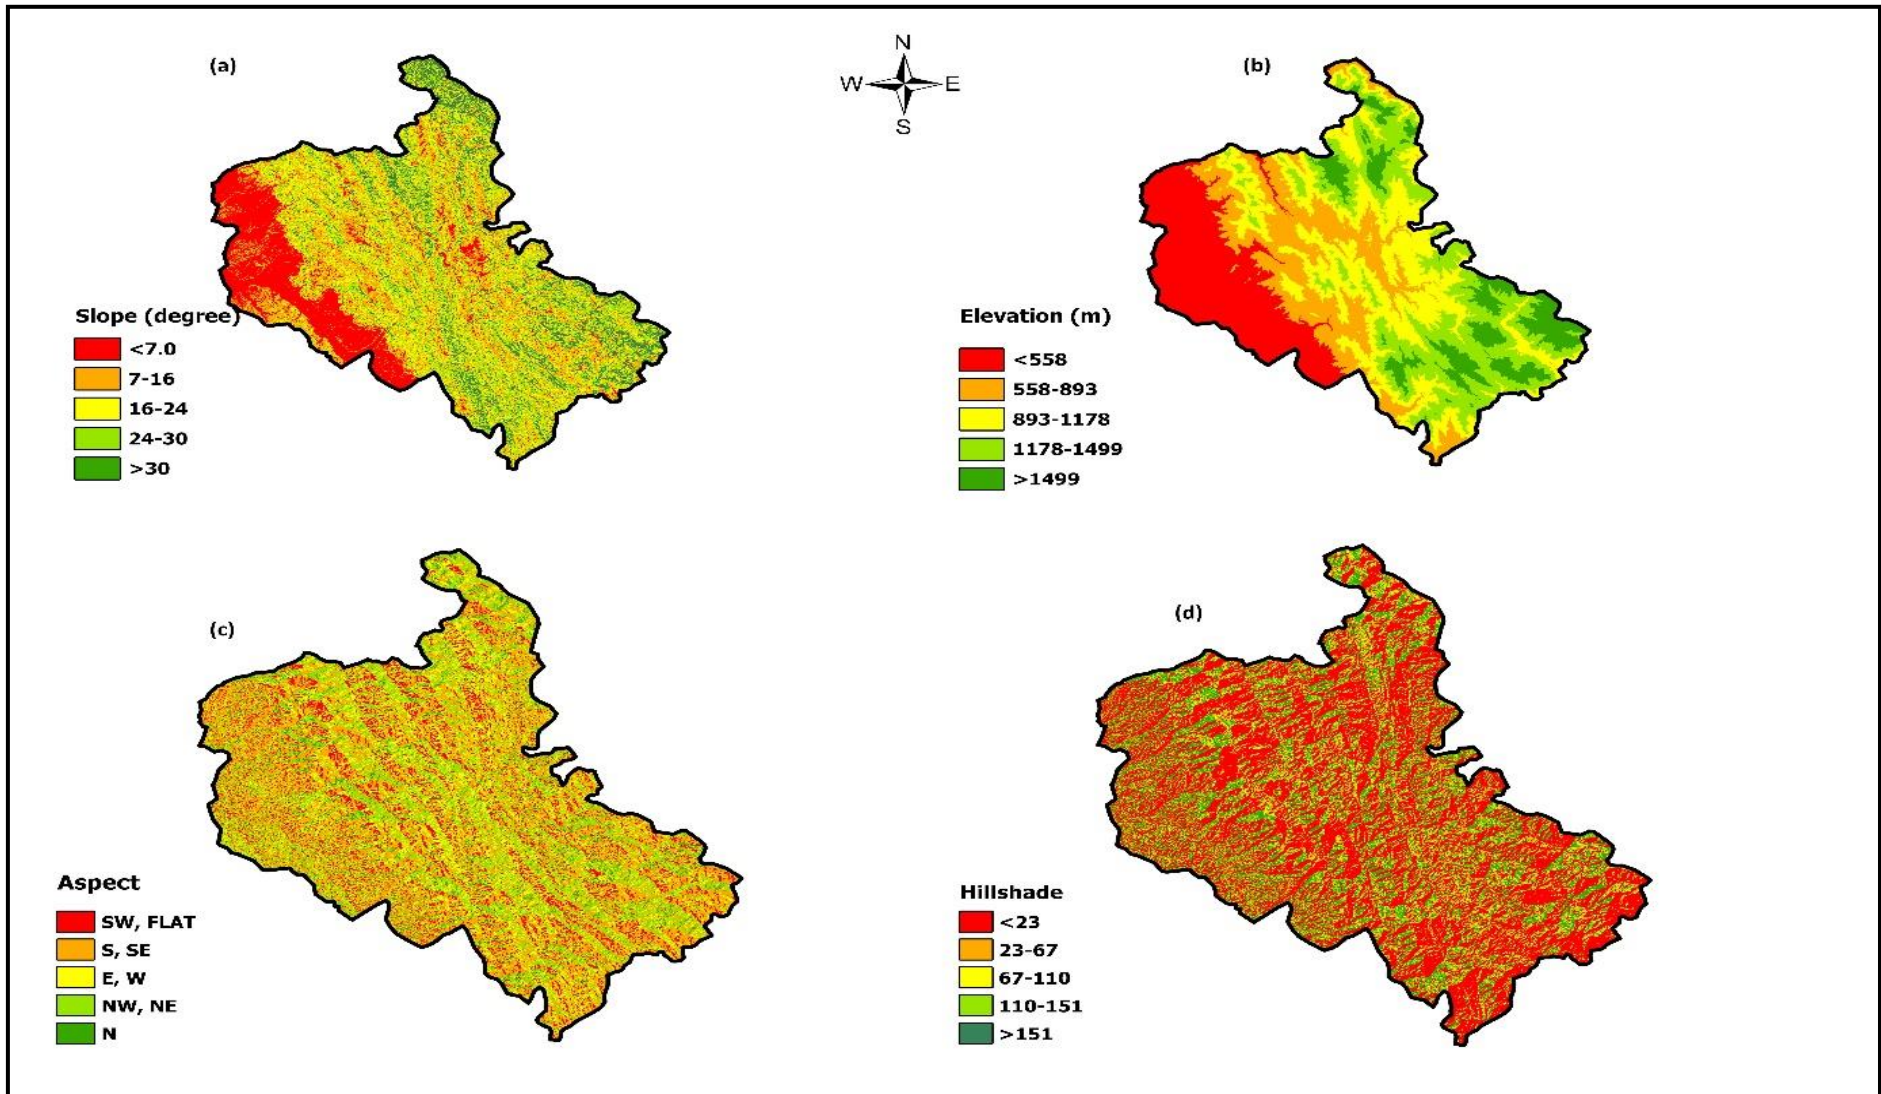 (a)
N
W E
S
(b)
Slope (degree)
<7.0
7-16
16-24
24-30
>30
Elevation (m)
<558
558-893
893-1178
1178-1499
>1499
(c)
(d)
Aspect
SW, FLAT
S, SE
E, W
NW, NE
N
Hillshade
<23
23-67
67-110
110-151
>151